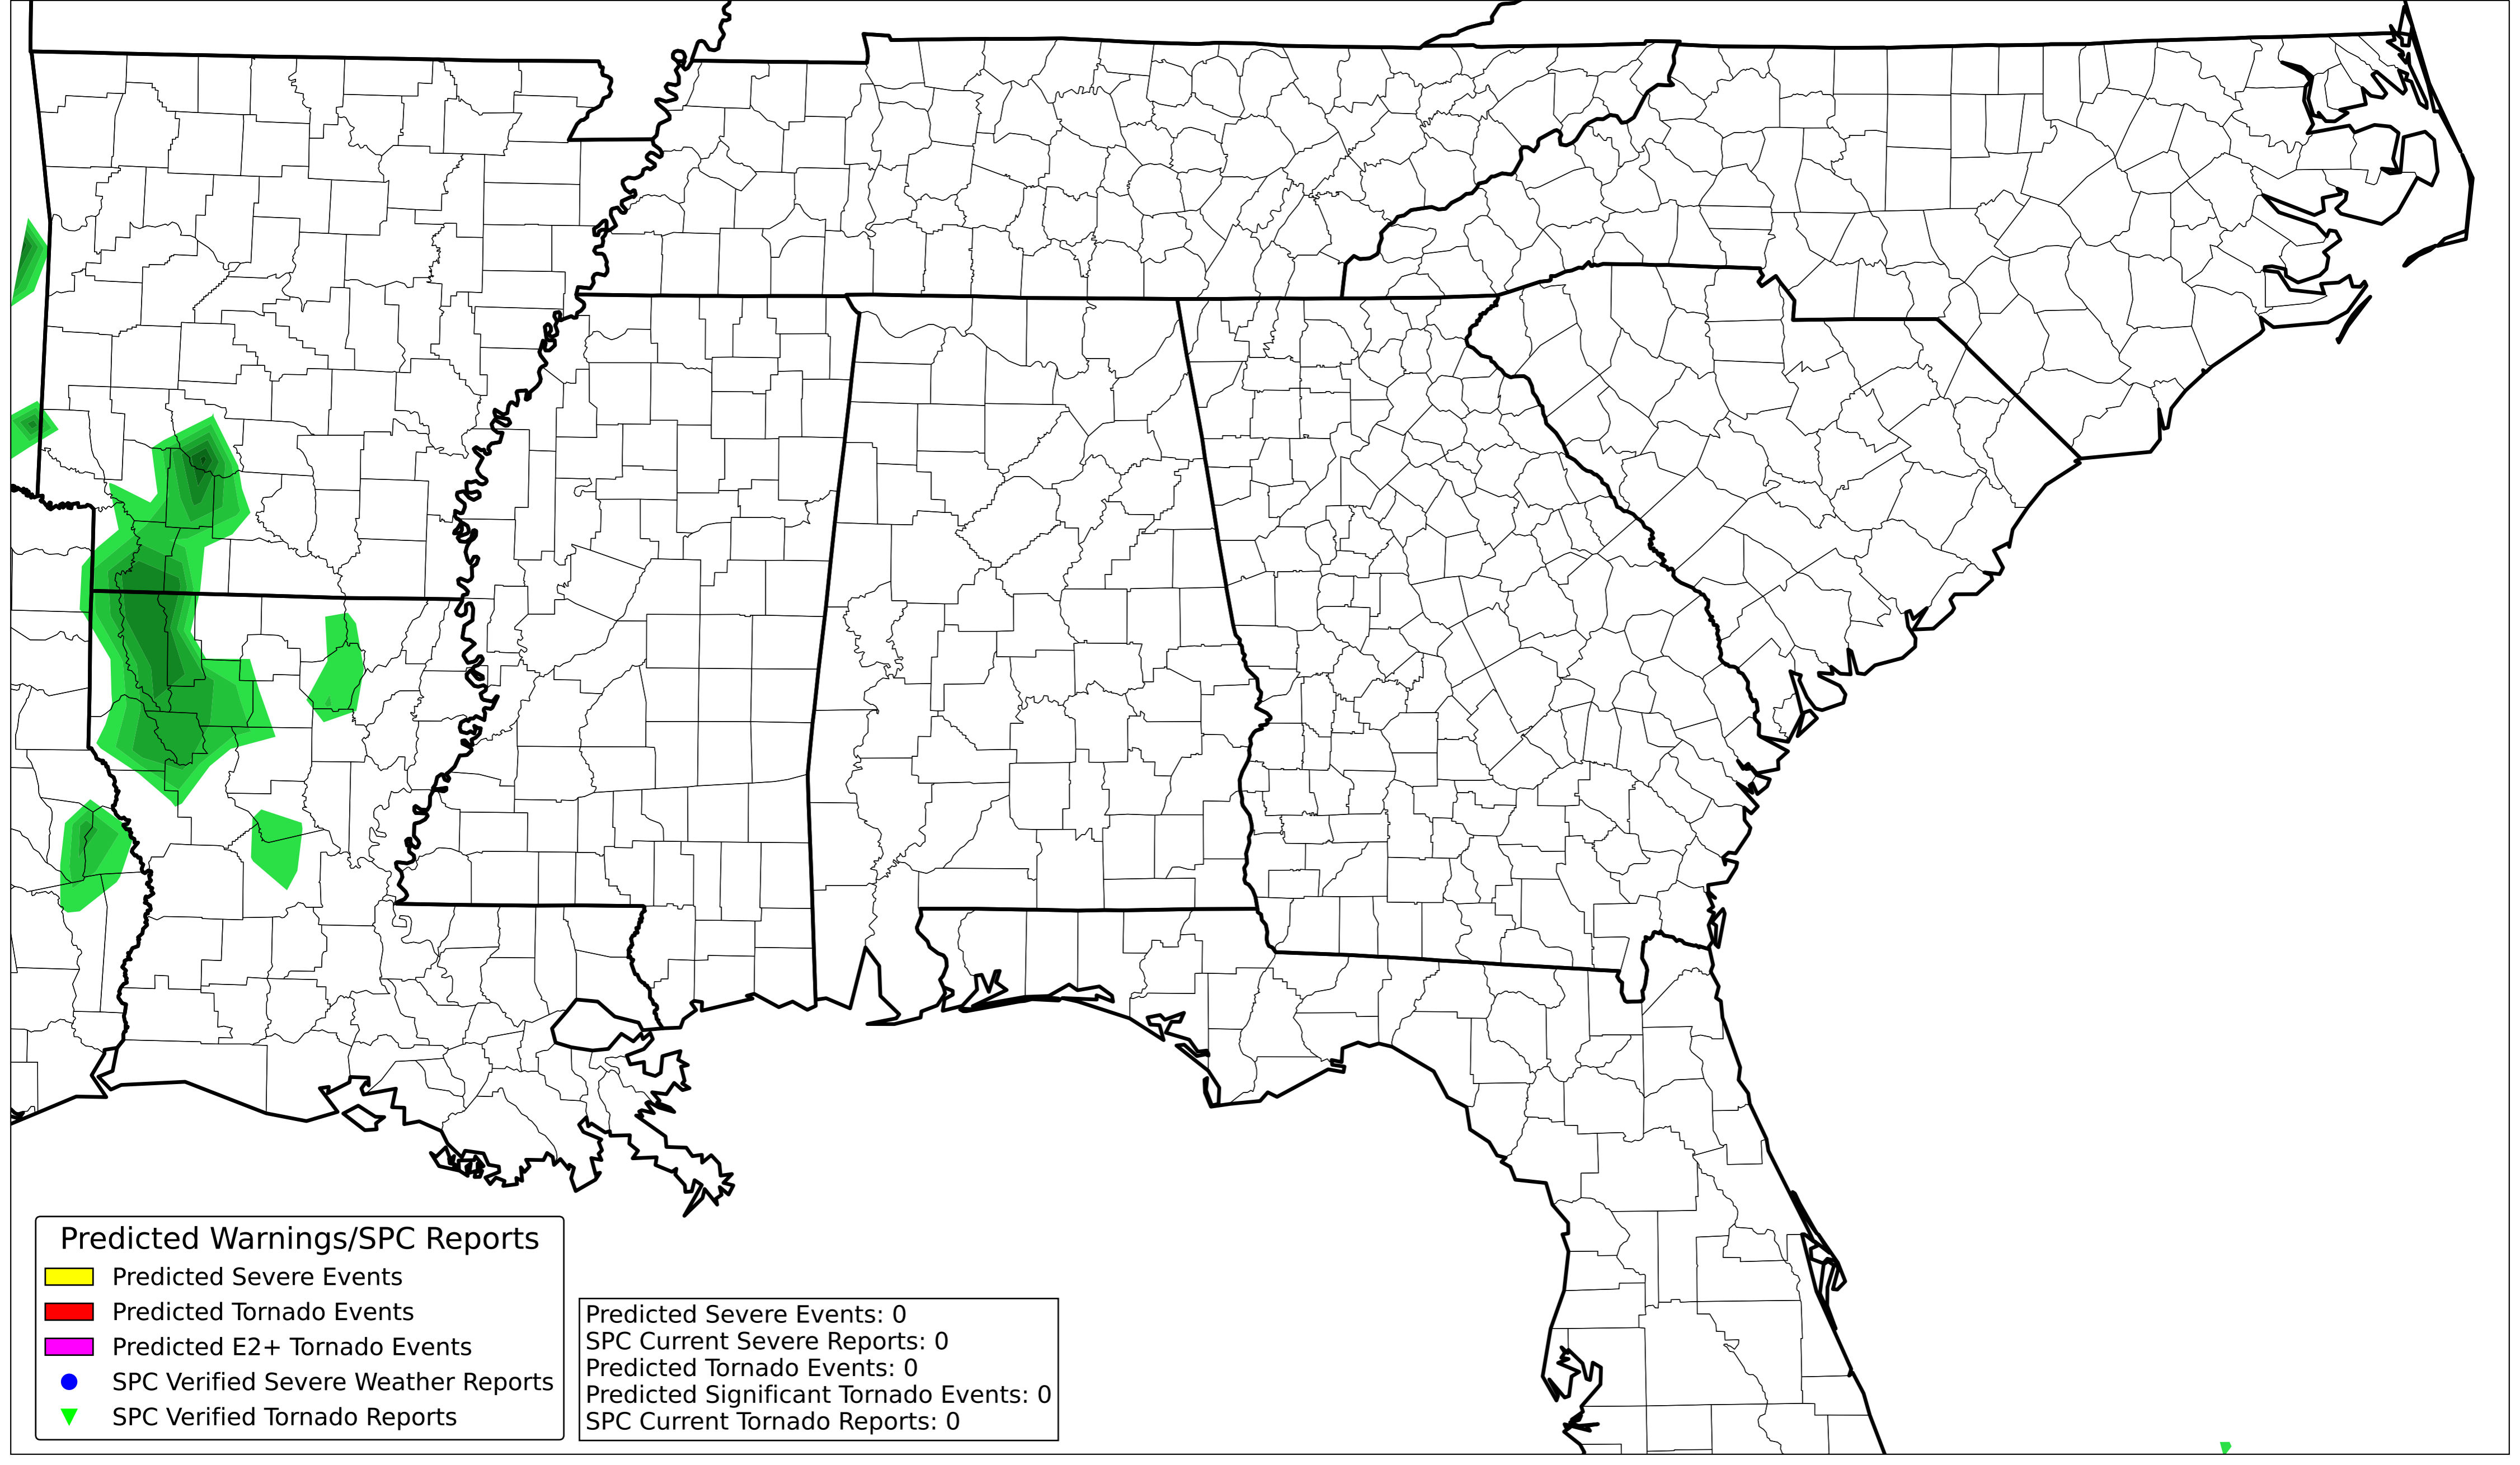 Predicted Warnings/SPC Reports
Predicted Severe Events
Predicted Tornado Events
Predicted E2+ Tornado Events
SPC Verified Severe Weather Reports
SPC Verified Tornado Reports
Predicted Severe Events: 0
SPC Current Severe Reports: 0
Predicted Tornado Events: 0
Predicted Significant Tornado Events: 0
SPC Current Tornado Reports: 0